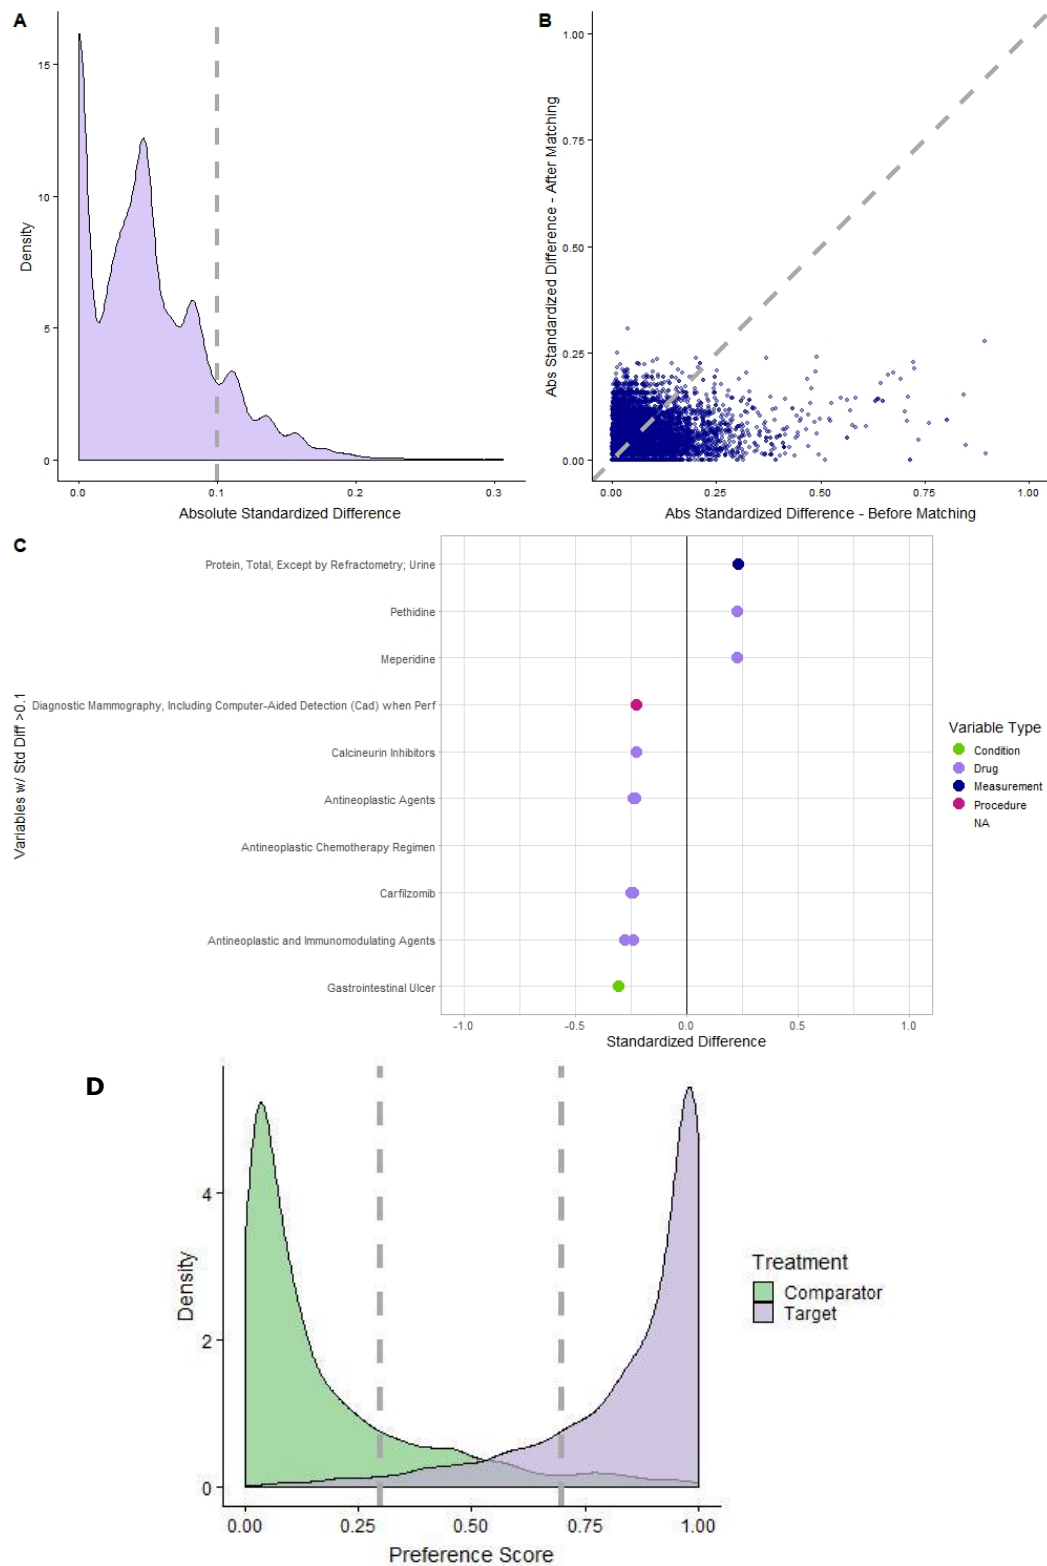 A
15
10
5
0
Density
0.0 0.1 0.2 0.3
Absolute Standardized Difference
B
1.00
0.75
0.50
0.25
0.00
Abs Standardized Difference - After Matching
0.00 0.25 0.50 0.75 1.00
Abs Standardized Difference - Before Matching
C
Variables w/ Std Diff >0.1
Protein, Total, Except by Refractometry; Urine
Pethidine
Meperidine
Diagnostic Mammography, Including Computer-Aided Detection (Cad) when Perf
Calcineurin Inhibitors
Antineoplastic Agents
Antineoplastic Chemotherapy Regimen
Carfilzomib
Antineoplastic and Immunomodulating Agents
Gastrointestinal Ulcer
-1.0 -0.5 0.0 0.5 1.0
Standardized Difference
Variable Type
Condition
Drug
Measurement
Procedure
NA
D
4
2
0
Density
0.00 0.25 0.50 0.75 1.00
Preference Score
Treatment
Comparator
Target